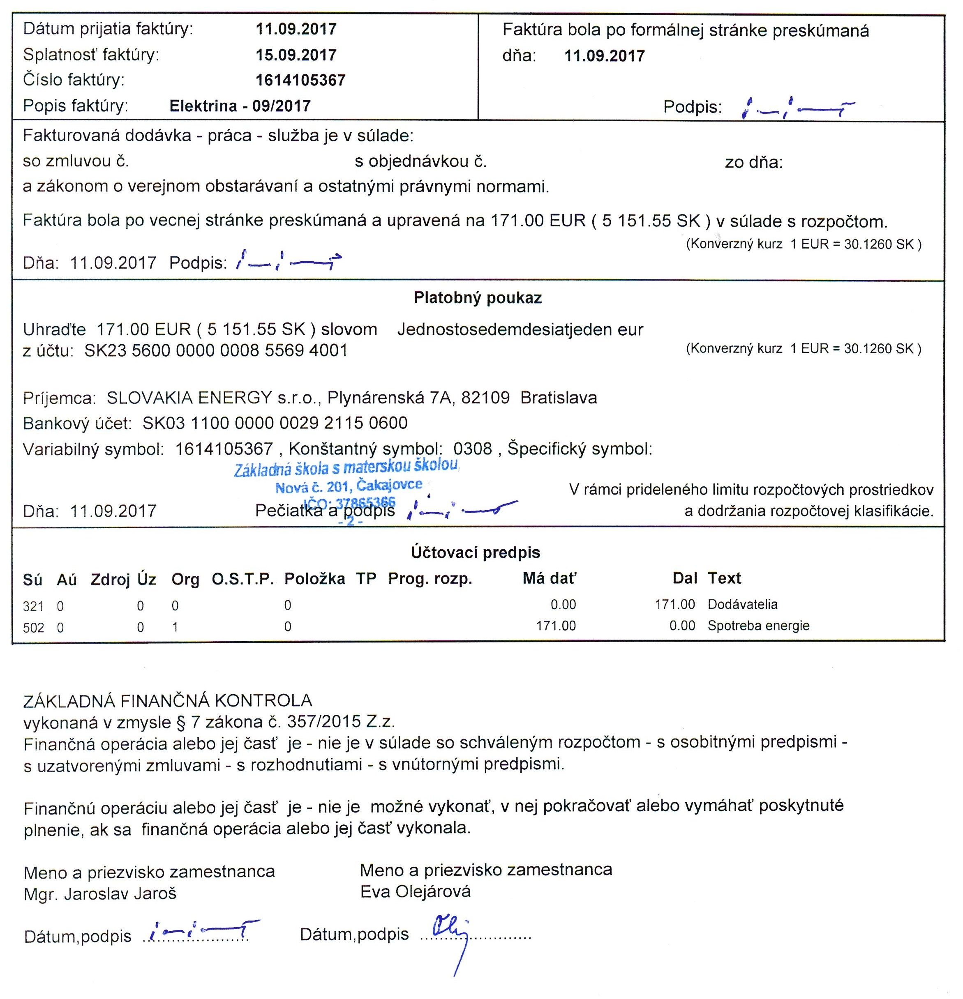 Dátum prijatia faktúry: 11.09.2017
Splatnosť faktúry: 15.09.2017
Číslo faktúry: 1614105367
Popis faktúry: Elektrina - 09/2017
Faktúra bola po formálnej stránke preskúmaná
dňa: 11.09.2017
Podpis:
Fakturovaná dodávka - práca - služba je v súlade:
so zmluvou č. s objednávkou č. zo dňa:
a zákonom o verejnom obstarávaní a ostatnými právnymi normami.
Faktúra bola po vecnej stránke preskúmaná a upravená na 171.00 EUR ( 5 151.55 SK ) v súlade s rozpočtom.
(Konverzný kurz 1 EUR = 30.1260 SK )
Dňa: 11.09.2017 Podpis:
Platobný poukaz
Uhraďte 171.00 EUR ( 5 151.55 SK ) slovom Jednostosedemdesiatjeden eur
z účtu: SK23 5600 0000 0008 5569 4001 (Konverzný kurz 1 EUR = 30.1260 SK )
Príjemca: SLOVAKIA ENERGY s.r.o., Plynárenská 7A, 82109 Bratislava
Bankový účet: SK03 1100 0000 0029 2115 0600
Variabilný symbol: 1614105367 , Konštantný symbol: 0308 , Špecifický symbol:
Základná škola s materskou školou
Nová č. 201, Čakajovce
IČO: 37865366
- 2 -
V rámci prideleného limitu rozpočtových prostriedkov
Dňa: 11.09.2017 Pečiatka a podpis a dodržania rozpočtovej klasifikácie.
Účtovací predpis
Sú Aú Zdroj Úz Org O.S.T.P. Položka TP Prog. rozp. Má dať Dal Text
321 0 0 0 0 0.00 171.00 Dodávatelia
502 0 0 1 0 171.00 0.00 Spotreba energie
ZÁKLADNÁ FINANČNÁ KONTROLA
vykonaná v zmysle § 7 zákona č. 357/2015 Z.z.
Finančná operácia alebo jej časť je - nie je v súlade so schváleným rozpočtom - s osobitnými predpismi -
s uzatvorenými zmluvami - s rozhodnutiami - s vnútornými predpismi.
Finančnú operáciu alebo jej časť je - nie je možné vykonať, v nej pokračovať alebo vymáhať poskytnuté
plnenie, ak sa finančná operácia alebo jej časť vykonala.
Meno a priezvisko zamestnanca Meno a priezvisko zamestnanca
Mgr. Jaroslav Jaroš Eva Olejárová
Dátum,podpis ..................... Dátum,podpis .......................